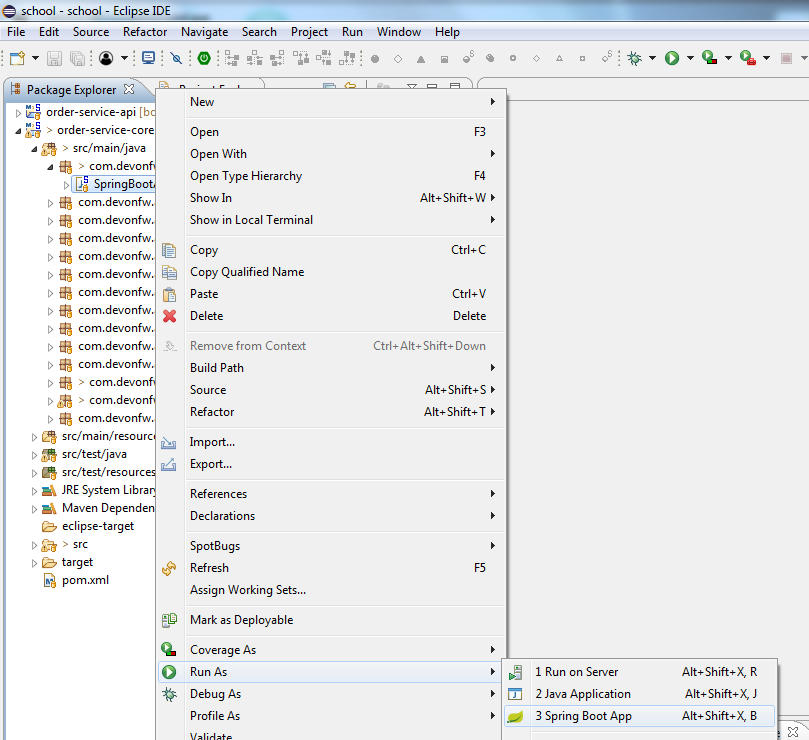 school - school - Eclipse IDE
File Edit Source Refactor Navigate Search Project Run Window Help
Package Explorer
order-service-api
> order-service-core
> src/main/java
> com.devonfw
SpringBoot
com.devonfw.
com.devonfw.
com.devonfw.
com.devonfw.
com.devonfw.
com.devonfw.
com.devonfw.
com.devonfw.
com.devonfw.
com.devonfw.
> com.devonfw
> com.devonfw
com.devonfw.
src/main/resourc
src/test/java
src/test/resources
JRE System Library
Maven Dependen
eclipse-target
> src
target
pom.xml
New
Open F3
Open With
Open Type Hierarchy F4
Show In Alt+Shift+W
Show in Local Terminal
Copy Ctrl+C
Copy Qualified Name
Paste Ctrl+V
Delete Delete
Remove from Context Ctrl+Alt+Shift+Down
Build Path
Source Alt+Shift+S
Refactor Alt+Shift+T
Import...
Export...
References
Declarations
SpotBugs
Refresh F5
Assign Working Sets...
Mark as Deployable
Coverage As
Run As
Debug As
Profile As
Validate
1 Run on Server Alt+Shift+X, R
2 Java Application Alt+Shift+X, J
3 Spring Boot App Alt+Shift+X, B